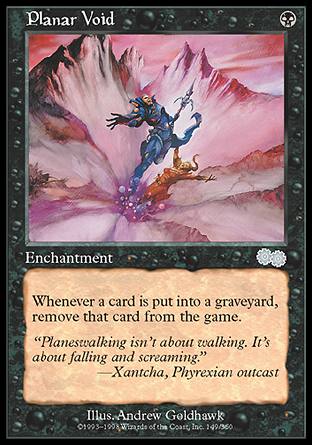 Planar Void
Enchantment
Whenever a card is put into a graveyard,
remove that card from the game.
"Planeswalking isn't about walking. It's
about falling and screaming."
—Xantcha, Phyrexian outcast
Illus. Andrew Goldhawk
©1993–1998 Wizards of the Coast, Inc. 149/350